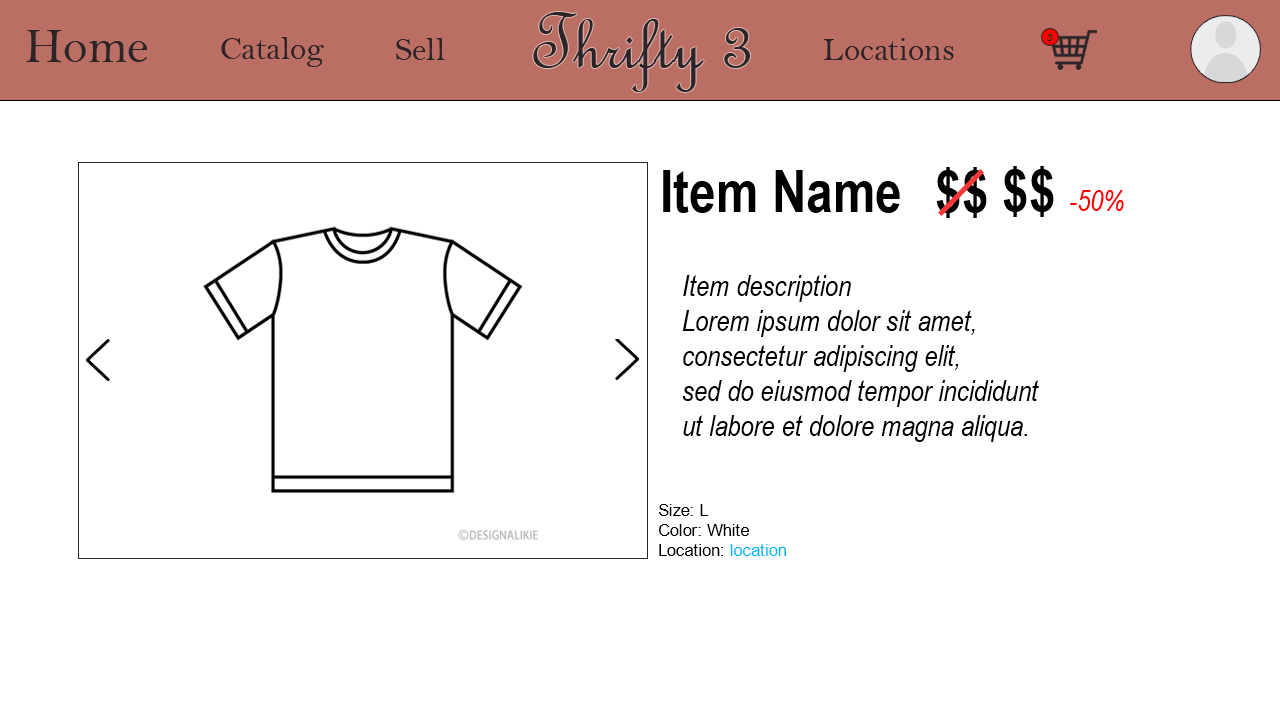 Home Catalog Sell Thrifty 3 Locations 3
Item Name $$ $$ -50%
Item description
Lorem ipsum dolor sit amet,
consectetur adipiscing elit,
sed do eiusmod tempor incididunt
ut labore et dolore magna aliqua.
©DESIGNALIKIE
Size: L
Color: White
Location: location